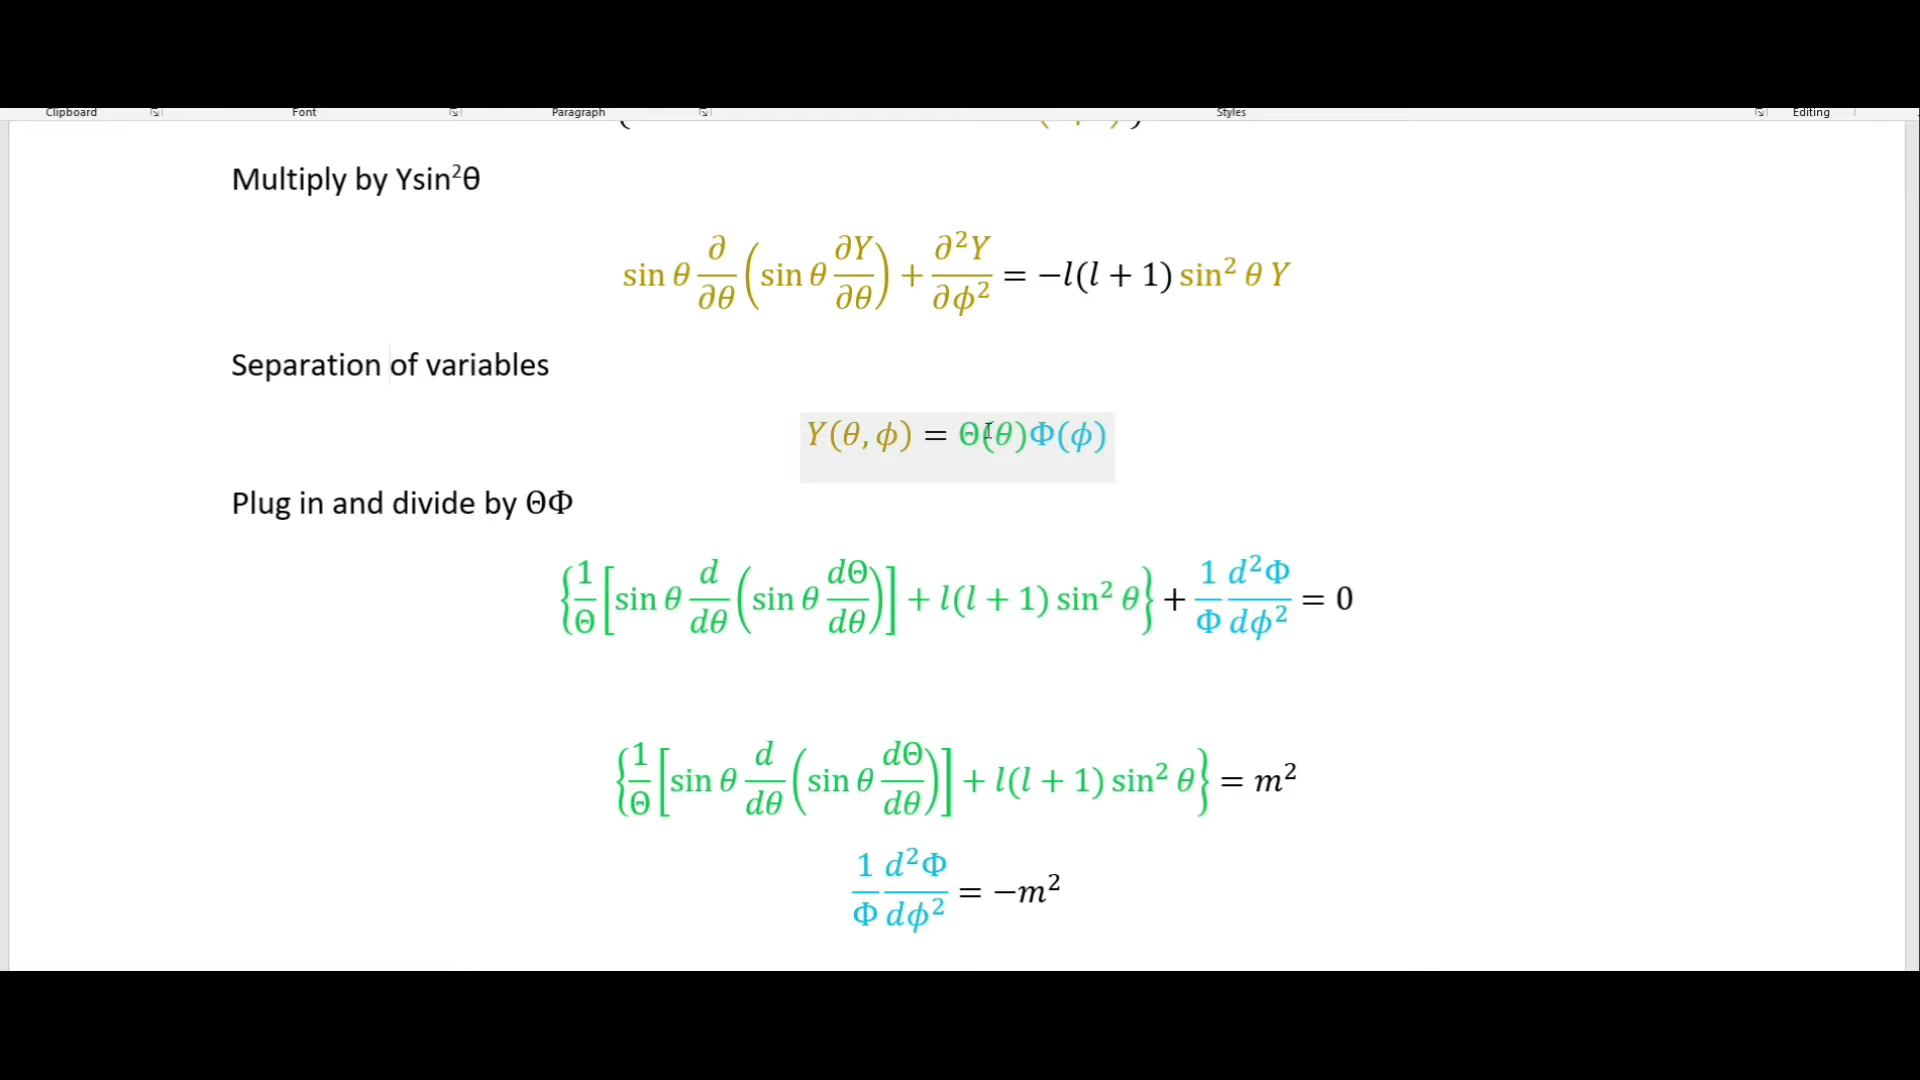 Clipboard Font Paragraph Styles Editing
Multiply by Ysin²θ
sin θ ∂/∂θ (sin θ ∂Y/∂θ) + ∂²Y/∂ϕ² = −l(l + 1) sin² θ Y
Separation of variables
Y(θ, ϕ) = Θ(θ)Φ(ϕ)
Plug in and divide by ΘΦ
{1/Θ [sin θ d/dθ (sin θ dΘ/dθ)] + l(l + 1) sin² θ} + 1/Φ d²Φ/dϕ² = 0
{1/Θ [sin θ d/dθ (sin θ dΘ/dθ)] + l(l + 1) sin² θ} = m²
1/Φ d²Φ/dϕ² = −m²